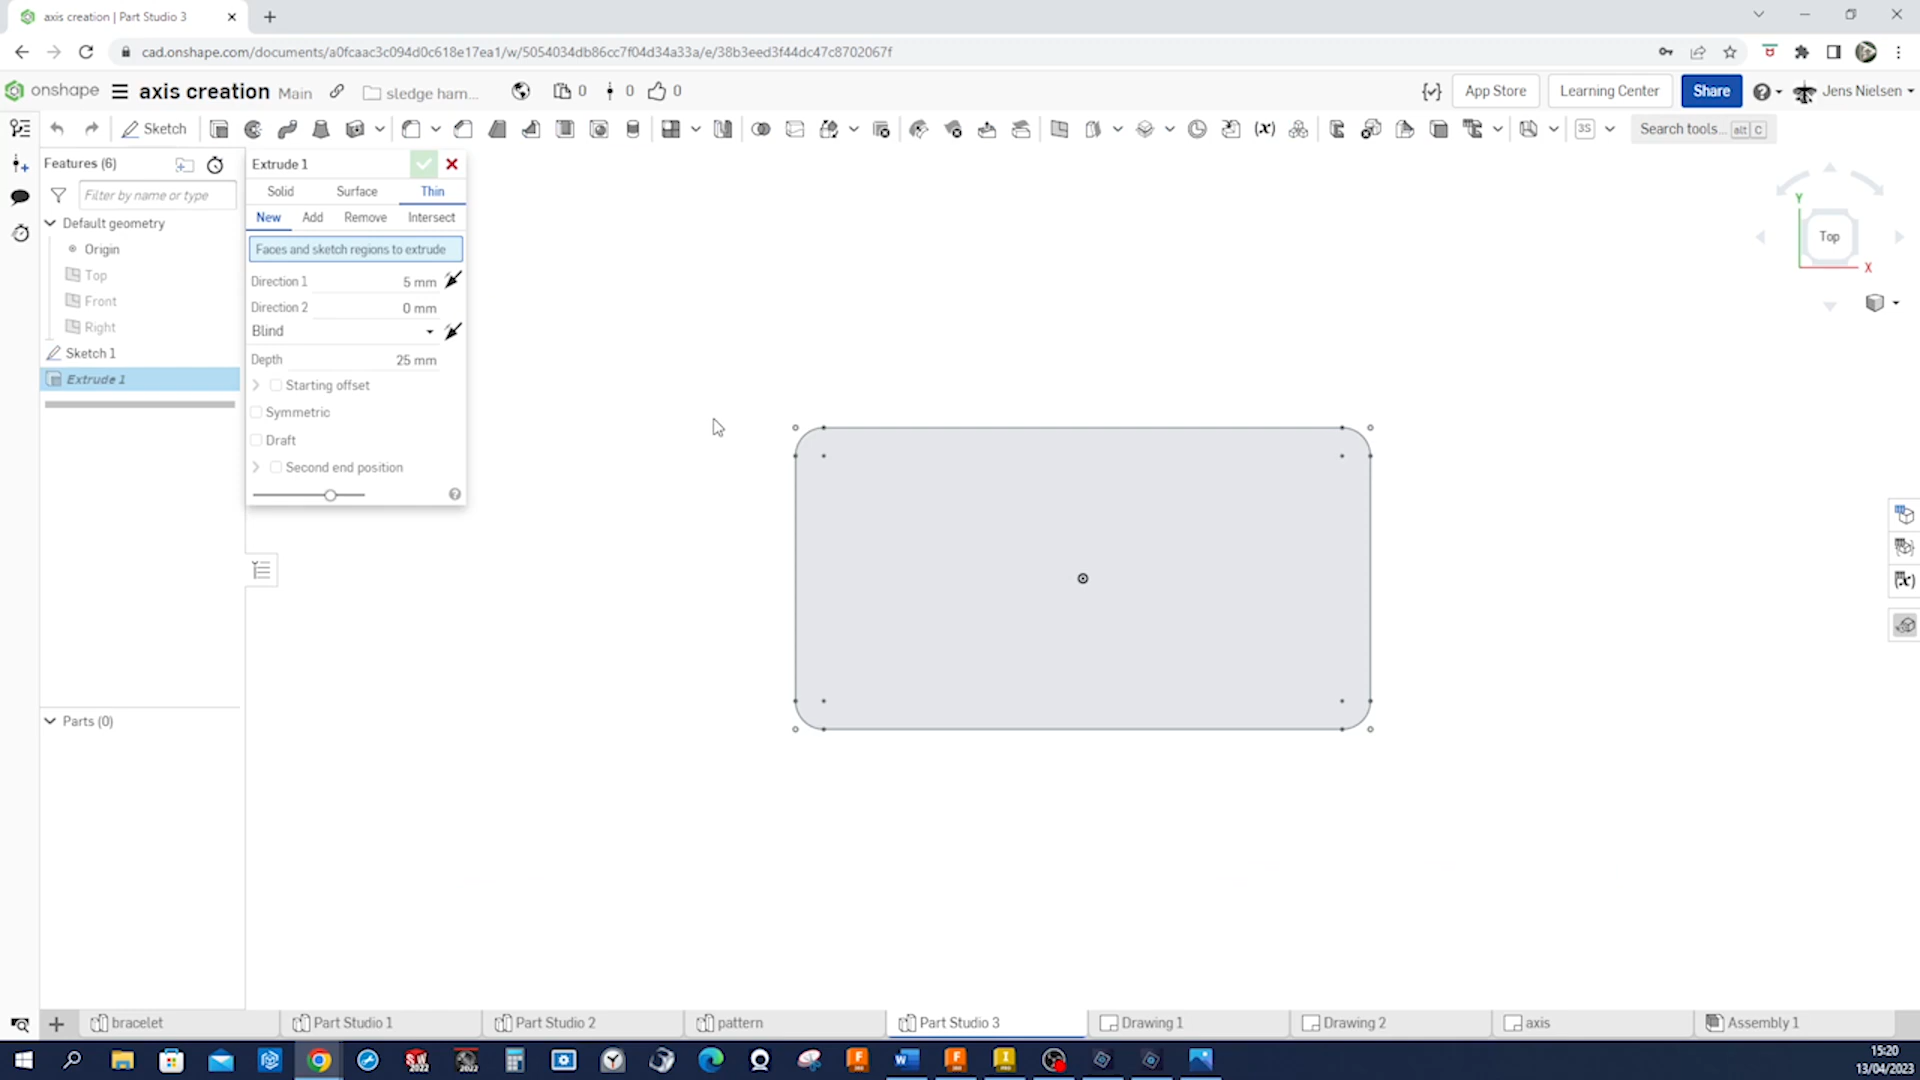 axis creation | Part Studio 3
cad.onshape.com/documents/a0fcaac3c094d0c618e17ea1/w/5054034db86cc7f04d34a33a/e/38b3eed3f44dc47c8702067f
onshape axis creation Main sledge ham... 0 0 0 App Store Learning Center Share Jens Nielsen
Sketch (x) 3S Search tools... alt C
Features (6)
Filter by name or type
Default geometry
Origin
Top
Front
Right
Sketch 1
Extrude 1
Parts (0)
Extrude 1
Solid Surface Thin
New Add Remove Intersect
Faces and sketch regions to extrude
Direction 1 5 mm
Direction 2 0 mm
Blind
Depth 25 mm
Starting offset
Symmetric
Draft
Second end position
Y
Top
X
(x)
bracelet Part Studio 1 Part Studio 2 pattern Part Studio 3 Drawing 1 Drawing 2 axis Assembly 1
15:20
13/04/2023